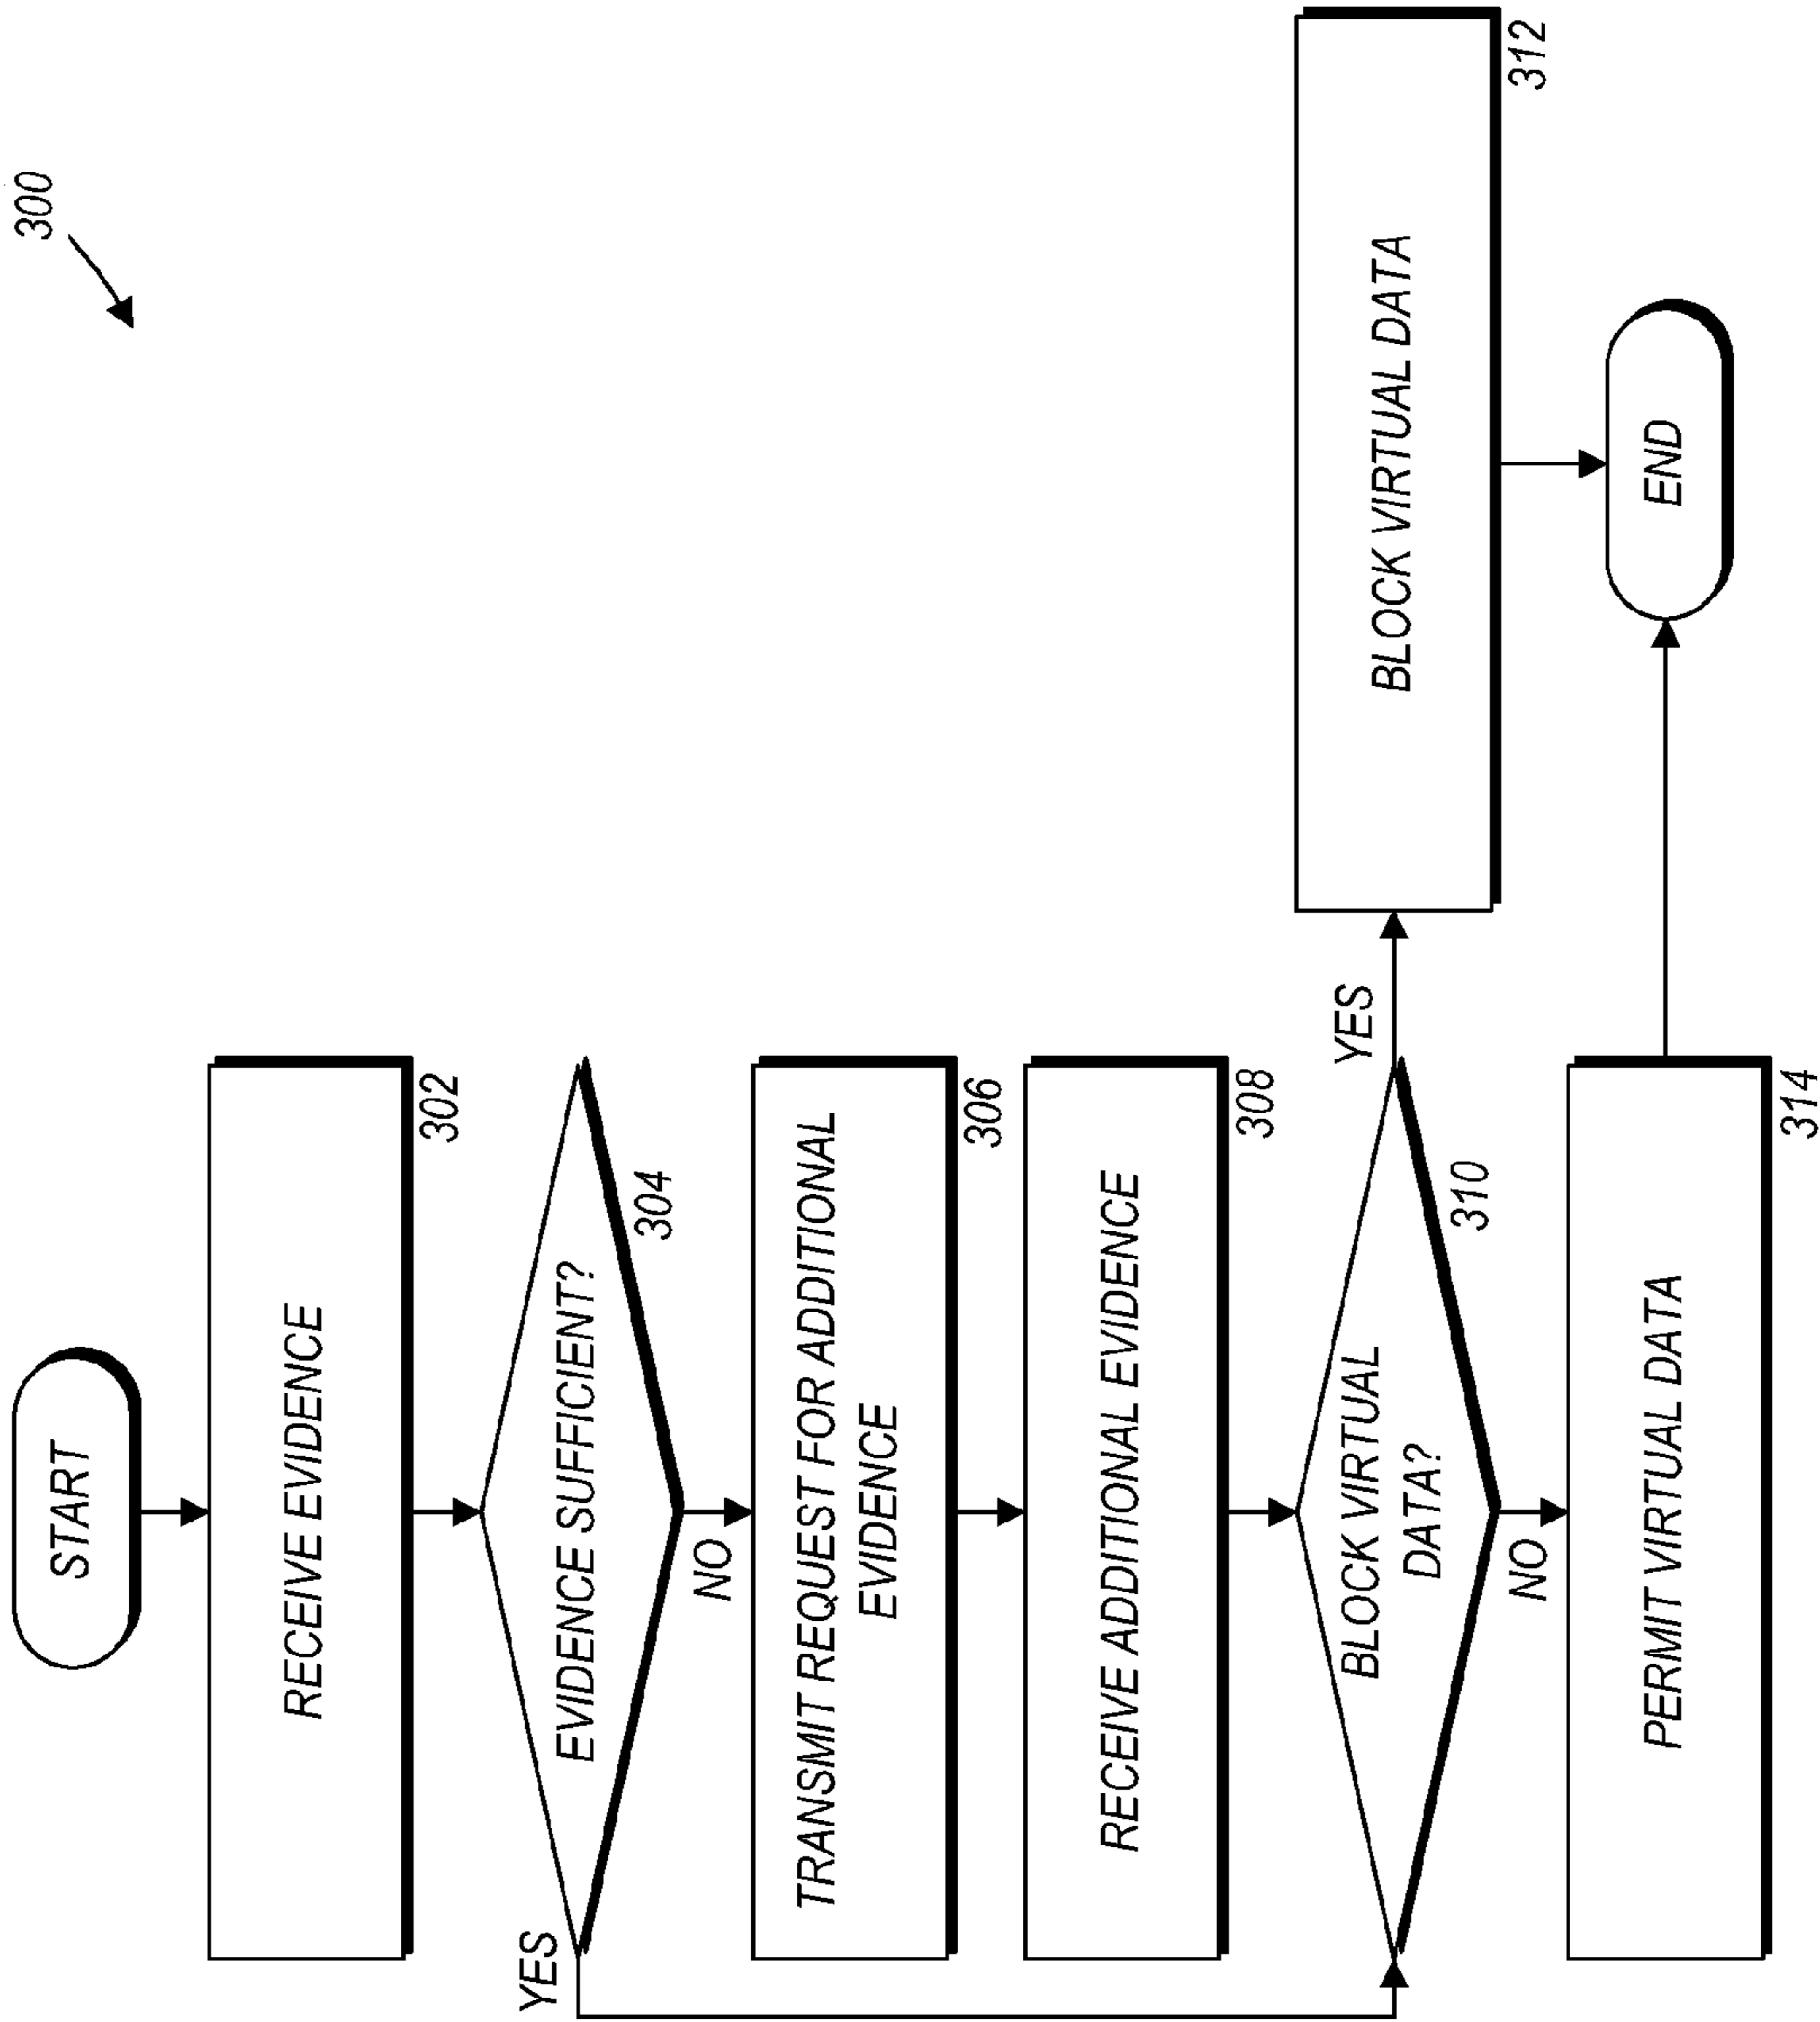 300
START
RECEIVE EVIDENCE
302
EVIDENCE SUFFICIENT?
304
YES
NO
TRANSMIT REQUEST FOR ADDITIONAL
EVIDENCE
306
RECEIVE ADDITIONAL EVIDENCE
308
BLOCK VIRTUAL
DATA?
310
YES
BLOCK VIRTUAL DATA
312
NO
PERMIT VIRTUAL DATA
314
END